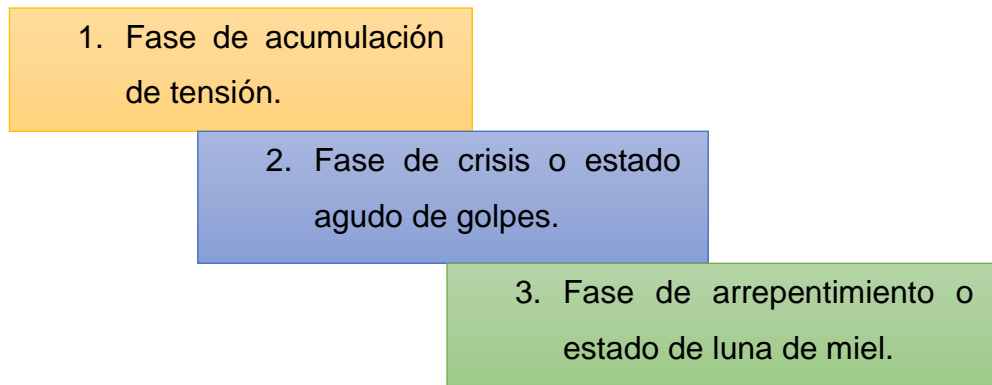 1. Fase de acumulación
de tensión.
2. Fase de crisis o estado
agudo de golpes.
3. Fase de arrepentimiento o
estado de luna de miel.